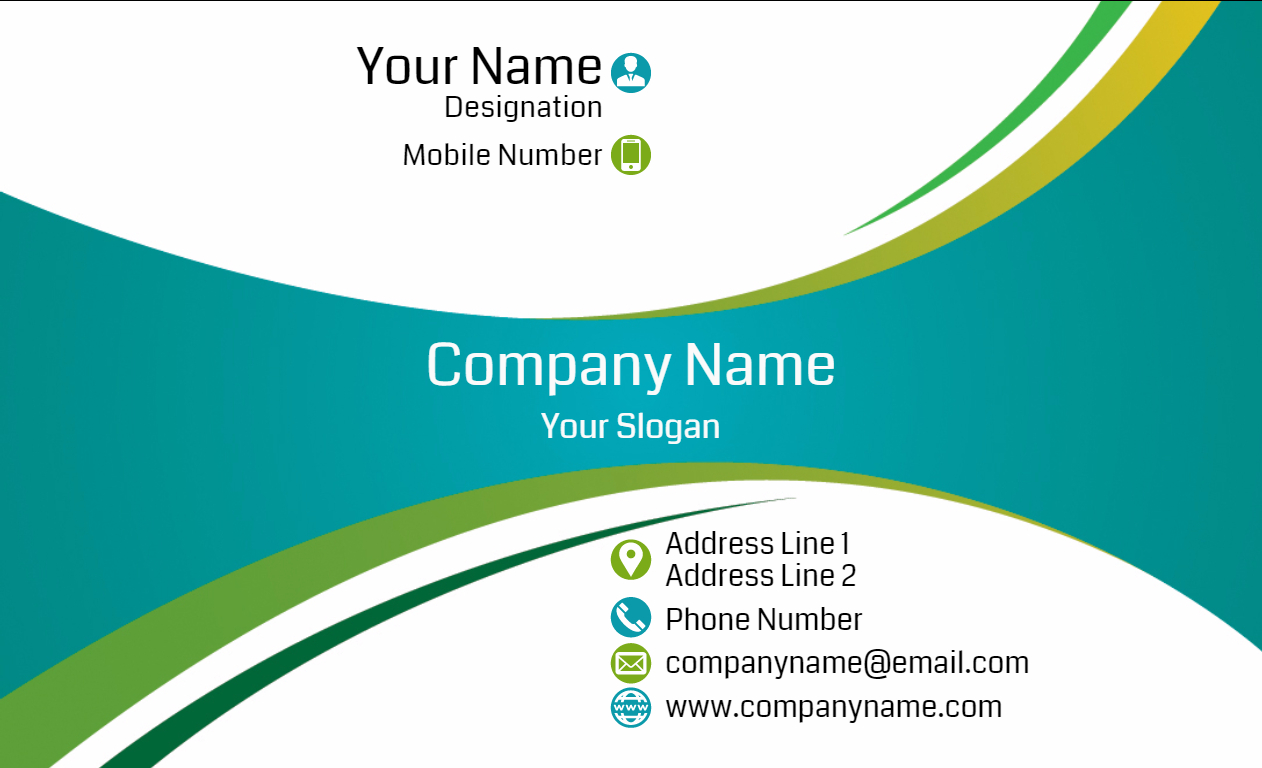 Your Name
Designation
Mobile Number
Company Name
Your Slogan
Address Line 1
Address Line 2
Phone Number
companyname@email.com
www
www.companyname.com